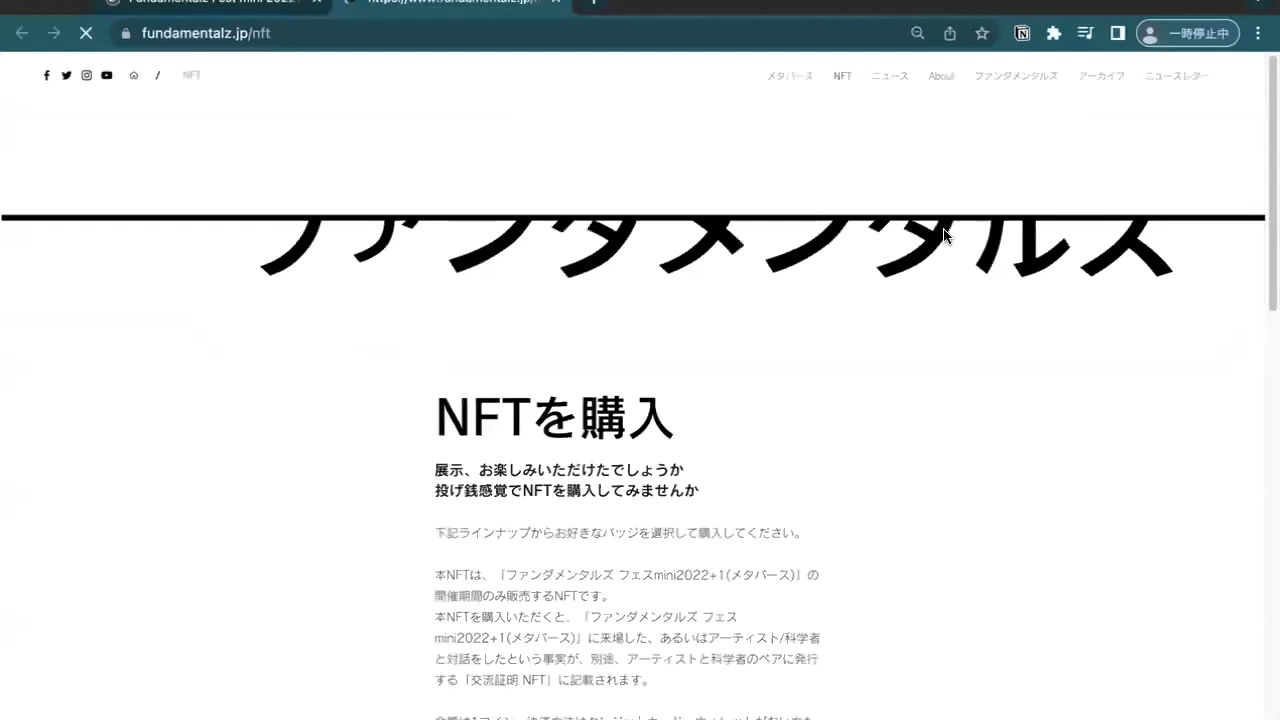 Fundamentalz Fest mini 2022
https://www.fundamentalz.jp/
fundamentalz.jp/nft
一時停止中
/ NFT
メタバース NFT ニュース About ファンダメンタルズ アーカイブ ニュースレター
ファンダメンタルズ
NFTを購入
展示、お楽しみいただけたでしょうか
投げ銭感覚でNFTを購入してみませんか
下記ラインナップからお好きなバッジを選択して購入してください。
本NFTは、「ファンダメンタルズ フェスmini2022+1(メタバース)」の
開催期間のみ販売するNFTです。
本NFTを購入いただくと、「ファンダメンタルズ フェス
mini2022+1(メタバース)」に来場した、あるいはアーティスト/科学者
と対話をしたという事実が、別途、アーティストと科学者のペアに発行
する「交流証明 NFT」に記載されます。